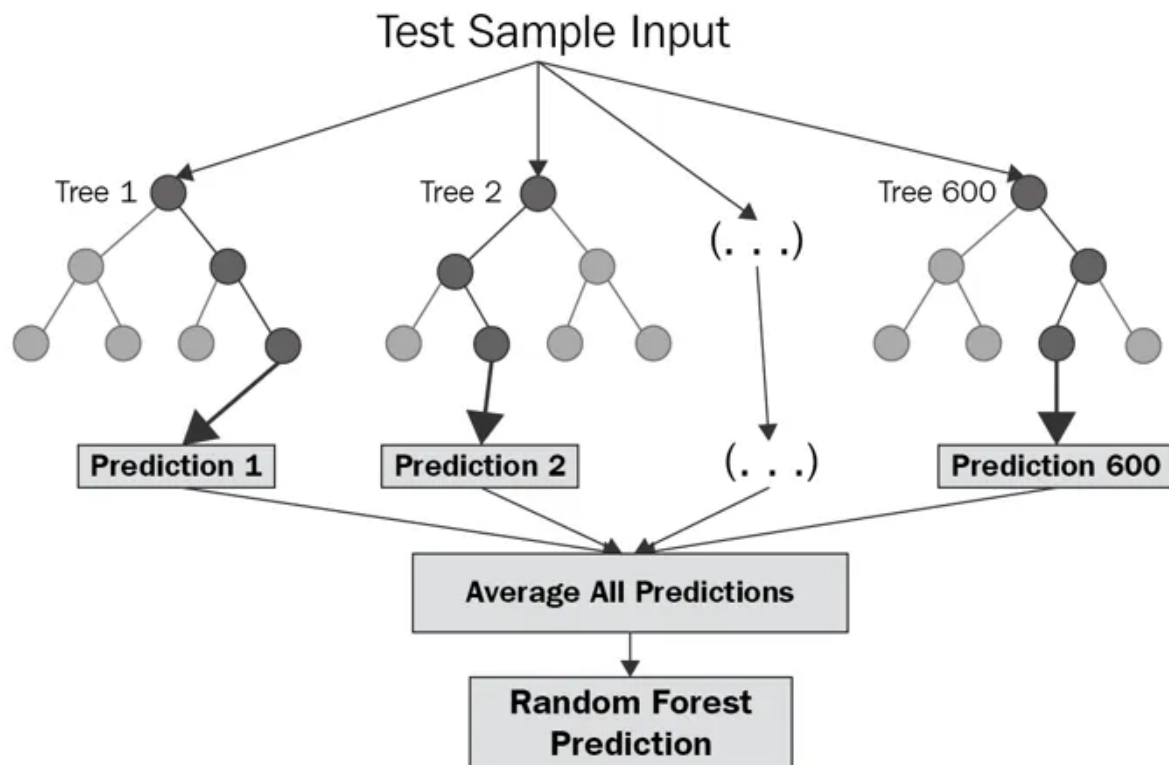 Test Sample Input
Tree 1
Tree 2
Tree 600
(. . .)
Prediction 1
Prediction 2
(. . .)
Prediction 600
Average All Predictions
Random Forest
Prediction